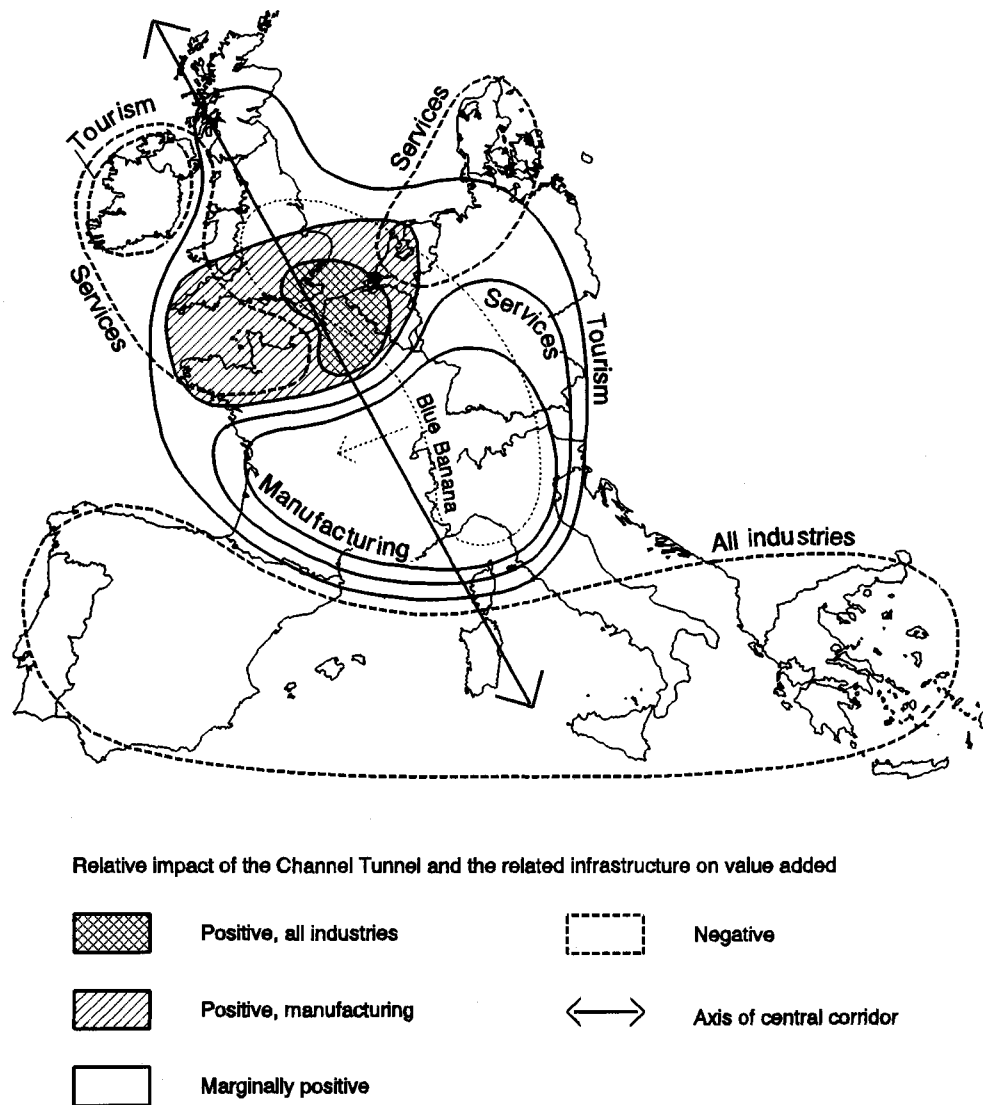 Tourism
Services
Services
Services
Tourism
Blue Banana
Manufacturing
All industries
Relative impact of the Channel Tunnel and the related infrastructure on value added
Positive, all industries
Negative
Positive, manufacturing
Axis of central corridor
Marginally positive